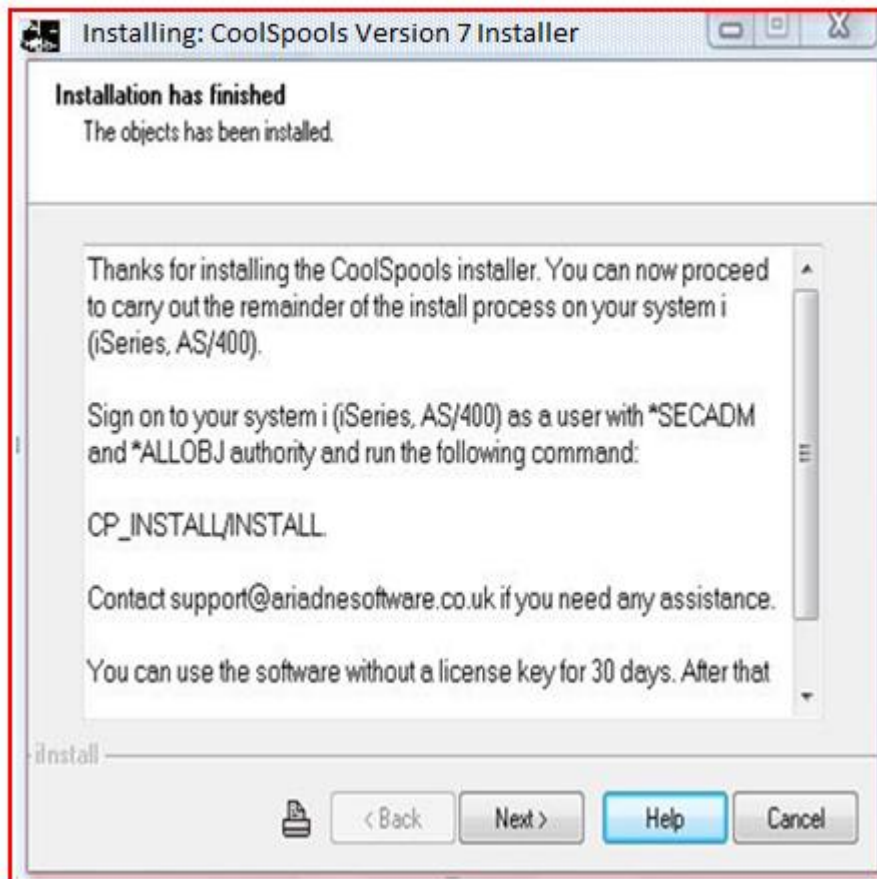 Installing: CoolSpools Version 7 Installer
Installation has finished
The objects has been installed.
Thanks for installing the CoolSpools installer. You can now proceed
to carry out the remainder of the install process on your system i
(iSeries, AS/400).
Sign on to your system i (iSeries, AS/400) as a user with *SECADM
and *ALLOBJ authority and run the following command:
CP_INSTALL/INSTALL.
Contact support@ariadnesoftware.co.uk if you need any assistance.
You can use the software without a license key for 30 days. After that
iInstall
< Back
Next >
Help
Cancel